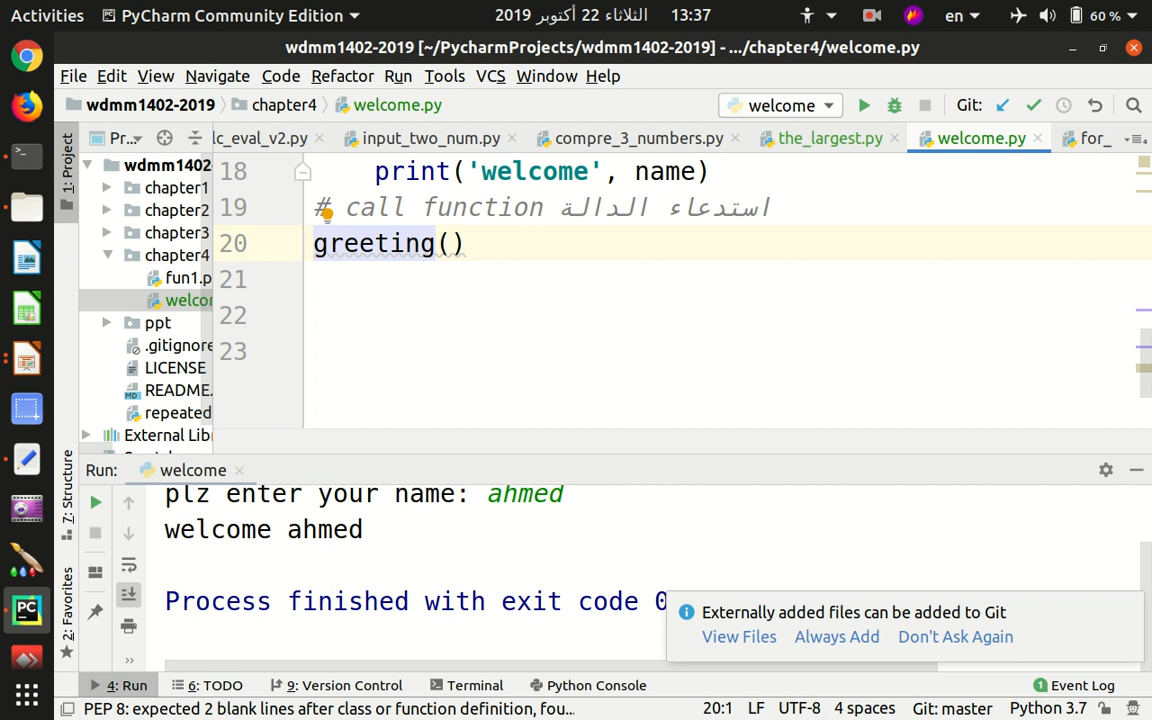 Activities PyCharm Community Edition 2019 الثلاثاء 22 أكتوبر 13:37 en 60 %
wdmm1402-2019 [~/PycharmProjects/wdmm1402-2019] - .../chapter4/welcome.py
File Edit View Navigate Code Refactor Run Tools VCS Window Help
wdmm1402-2019 chapter4 welcome.py welcome Git:
1: Project Pr... lc_eval_v2.py input_two_num.py compre_3_numbers.py the_largest.py welcome.py for_
wdmm1402
chapter1
chapter2
chapter3
chapter4
fun1.p
welcor
ppt
.gitignore
LICENSE
README.
repeated
External Lib
18 print('welcome', name)
19 # call function استدعاء الدالة
20 greeting()
21
22
23
7: Structure
2: Favorites
Run: welcome
plz enter your name: ahmed
welcome ahmed
Process finished with exit code 0
Externally added files can be added to Git
View Files Always Add Don't Ask Again
4: Run 6: TODO 9: Version Control Terminal Python Console 1 Event Log
PEP 8: expected 2 blank lines after class or function definition, fou... 20:1 LF UTF-8 4 spaces Git: master Python 3.7